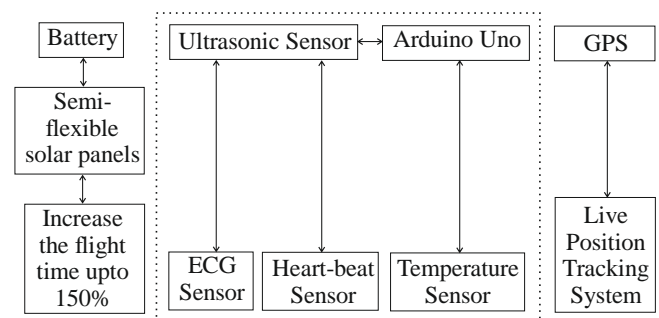 Battery
Semi-
flexible
solar panels
Increase
the flight
time upto
150%
Ultrasonic Sensor
Arduino Uno
ECG
Sensor
Heart-beat
Sensor
Temperature
Sensor
GPS
Live
Position
Tracking
System